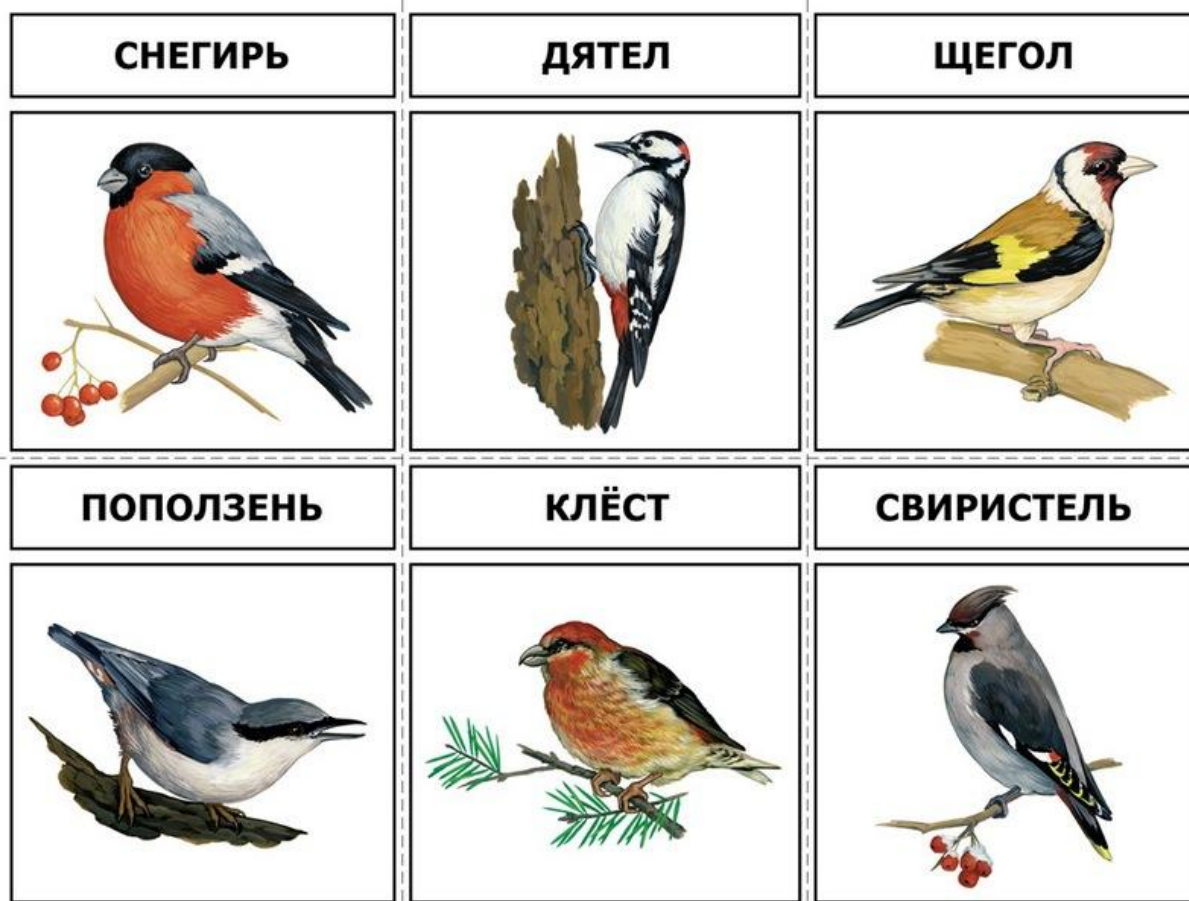 СНЕГИРЬ
ДЯТЕЛ
ЩЕГОЛ
ПОПОЛЗЕНЬ
КЛЁСТ
СВИРИСТЕЛЬ